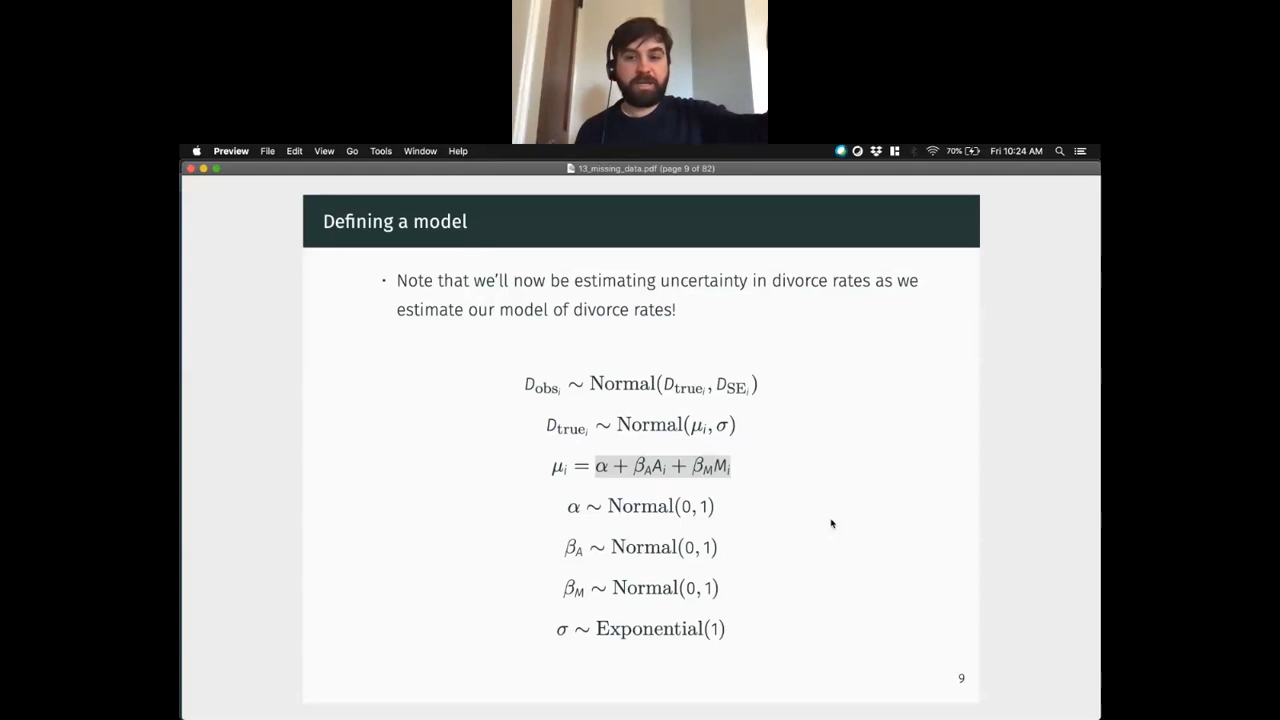 Preview File Edit View Go Tools Window Help 70% Fri 10:24 AM
13_missing_data.pdf (page 9 of 82)
Defining a model
· Note that we'll now be estimating uncertainty in divorce rates as we
estimate our model of divorce rates!
D_obs_i ∼ Normal(D_true_i, D_SE_i)
D_true_i ∼ Normal(μ_i, σ)
μ_i = α + β_A A_i + β_M M_i
α ∼ Normal(0, 1)
β_A ∼ Normal(0, 1)
β_M ∼ Normal(0, 1)
σ ∼ Exponential(1)
9